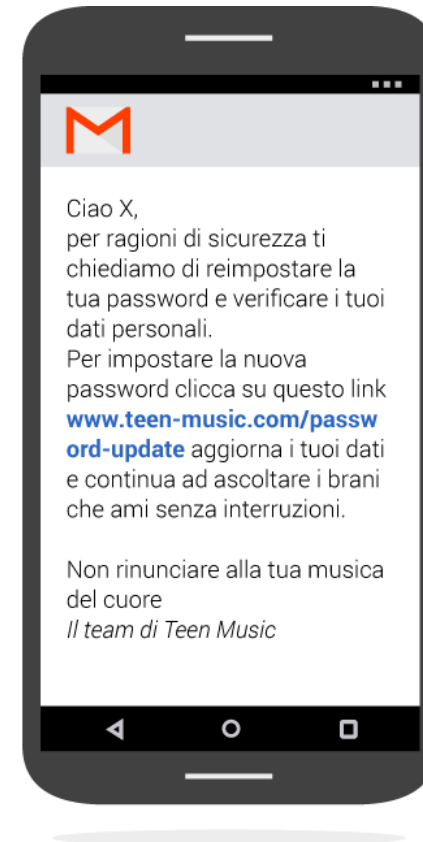 Ciao X,
per ragioni di sicurezza ti
chiediamo di reimpostare la
tua password e verificare i tuoi
dati personali.
Per impostare la nuova
password clicca su questo link
www.teen-music.com/passw
ord-update aggiorna i tuoi dati
e continua ad ascoltare i brani
che ami senza interruzioni.
Non rinunciare alla tua musica
del cuore
Il team di Teen Music